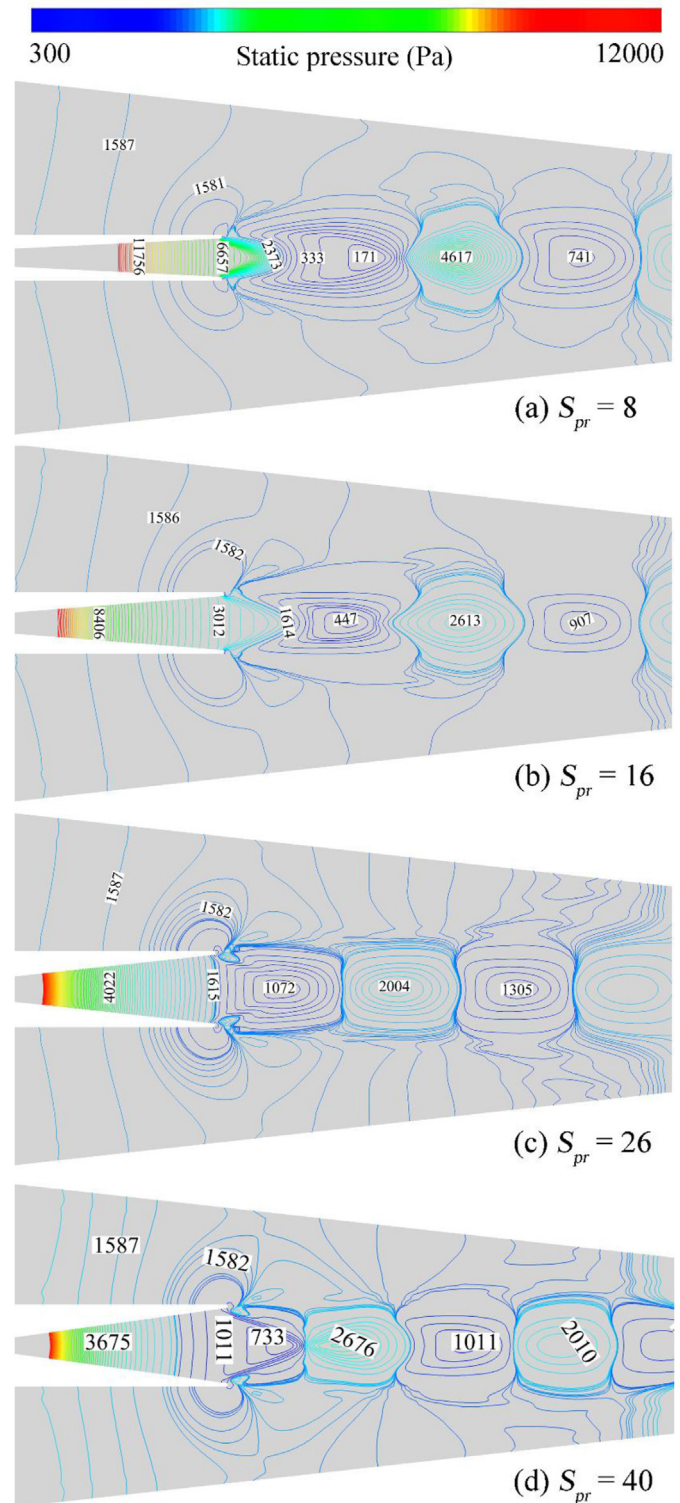 300 Static pressure (Pa) 12000
1587
1581
11756 6657 2373 333 171 4617 741
(a) Spr = 8
1586
1582
8406 3012 1614 447 2613 907
(b) Spr = 16
1587
1582
4022 1615 1072 2004 1305
(c) Spr = 26
1587 1582
3675 1011 733 2676 1011 2010
(d) Spr = 40